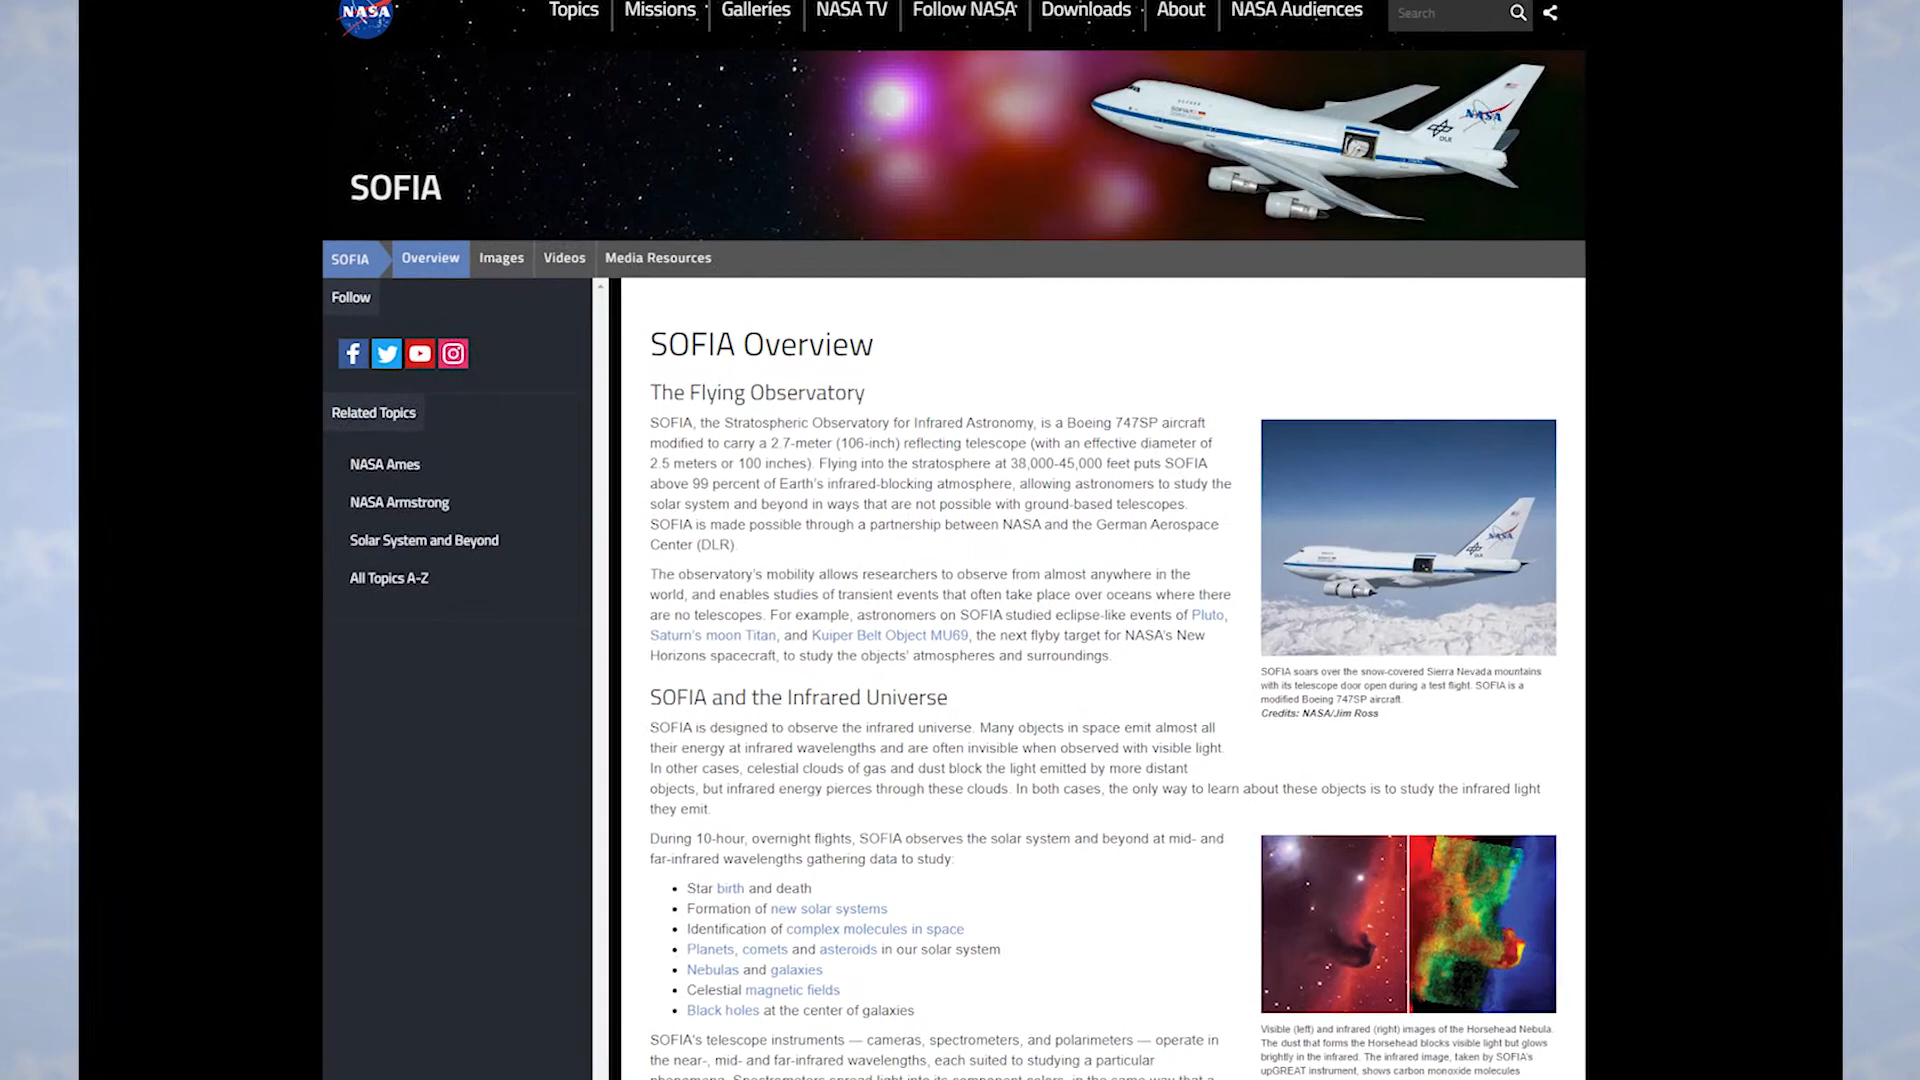 NASA
Topics
Missions
Galleries
NASA TV
Follow NASA
Downloads
About
NASA Audiences
Search
SOFIA
NASA
DLR
SOFIA
Overview
Images
Videos
Media Resources
Follow
Related Topics
NASA Ames
NASA Armstrong
Solar System and Beyond
All Topics A-Z
SOFIA Overview
The Flying Observatory
SOFIA, the Stratospheric Observatory for Infrared Astronomy, is a Boeing 747SP aircraft
modified to carry a 2.7-meter (106-inch) reflecting telescope (with an effective diameter of
2.5 meters or 100 inches). Flying into the stratosphere at 38,000-45,000 feet puts SOFIA
above 99 percent of Earth's infrared-blocking atmosphere, allowing astronomers to study the
solar system and beyond in ways that are not possible with ground-based telescopes.
SOFIA is made possible through a partnership between NASA and the German Aerospace
Center (DLR).
The observatory's mobility allows researchers to observe from almost anywhere in the
world, and enables studies of transient events that often take place over oceans where there
are no telescopes. For example, astronomers on SOFIA studied eclipse-like events of Pluto,
Saturn's moon Titan, and Kuiper Belt Object MU69, the next flyby target for NASA's New
Horizons spacecraft, to study the objects' atmospheres and surroundings.
NASA
SOFIA soars over the snow-covered Sierra Nevada mountains
with its telescope door open during a test flight. SOFIA is a
modified Boeing 747SP aircraft.
Credits: NASA/Jim Ross
SOFIA and the Infrared Universe
SOFIA is designed to observe the infrared universe. Many objects in space emit almost all
their energy at infrared wavelengths and are often invisible when observed with visible light.
In other cases, celestial clouds of gas and dust block the light emitted by more distant
objects, but infrared energy pierces through these clouds. In both cases, the only way to learn about these objects is to study the infrared light
they emit.
During 10-hour, overnight flights, SOFIA observes the solar system and beyond at mid- and
far-infrared wavelengths gathering data to study:
• Star birth and death
• Formation of new solar systems
• Identification of complex molecules in space
• Planets, comets and asteroids in our solar system
• Nebulas and galaxies
• Celestial magnetic fields
• Black holes at the center of galaxies
SOFIA's telescope instruments — cameras, spectrometers, and polarimeters — operate in
the near-, mid- and far-infrared wavelengths, each suited to studying a particular
phenomena. Spectrometers spread light into its component colors, in the same way that a
Visible (left) and infrared (right) images of the Horsehead Nebula.
The dust that forms the Horsehead blocks visible light but glows
brightly in the infrared. The infrared image, taken by SOFIA's
upGREAT instrument, shows carbon monoxide molecules